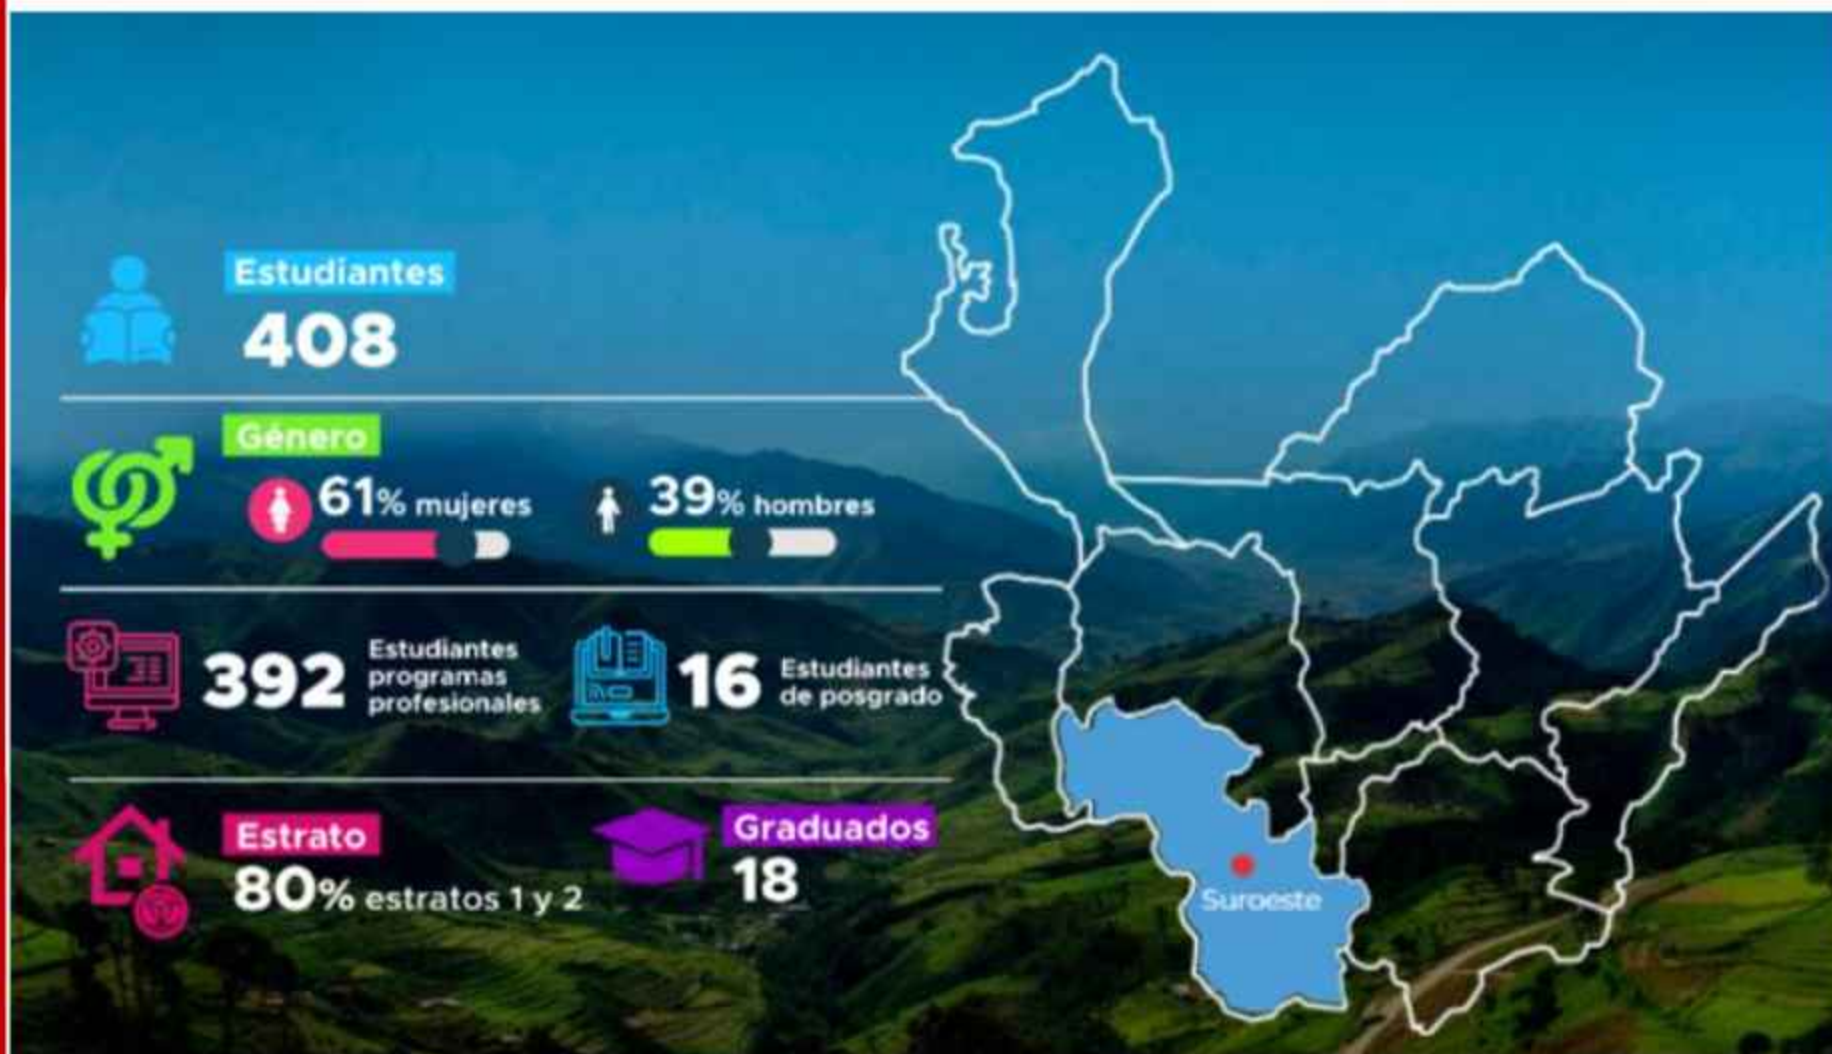 Estudiantes
408
Género
61% mujeres
39% hombres
392 Estudiantes
programas
profesionales
16 Estudiantes
de posgrado
Estrato
80% estratos 1 y 2
Graduados
18
Suroeste